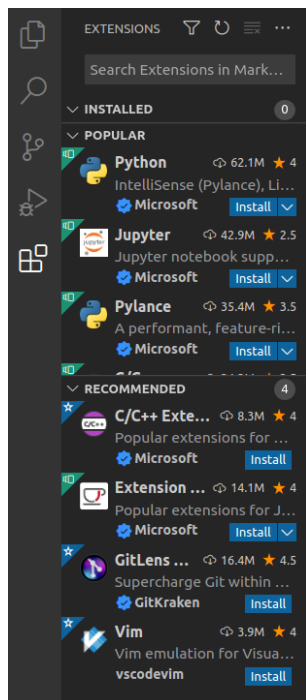 EXTENSIONS
Search Extensions in Mark...
INSTALLED 0
POPULAR
Python 62.1M ★ 4
IntelliSense (Pylance), Li...
Microsoft Install
Jupyter 42.9M ★ 2.5
Jupyter notebook supp...
Microsoft Install
Pylance 35.4M ★ 3.5
A performant, feature-ri...
Microsoft Install
RECOMMENDED 4
C/C++ Exte... 8.3M ★ 4
Popular extensions for ...
Microsoft Install
Extension ... 14.1M ★ 4
Popular extensions for J...
Microsoft Install
GitLens ... 16.4M ★ 4.5
Supercharge Git within ...
GitKraken Install
Vim 3.9M ★ 4
Vim emulation for Visua...
vscodevim Install